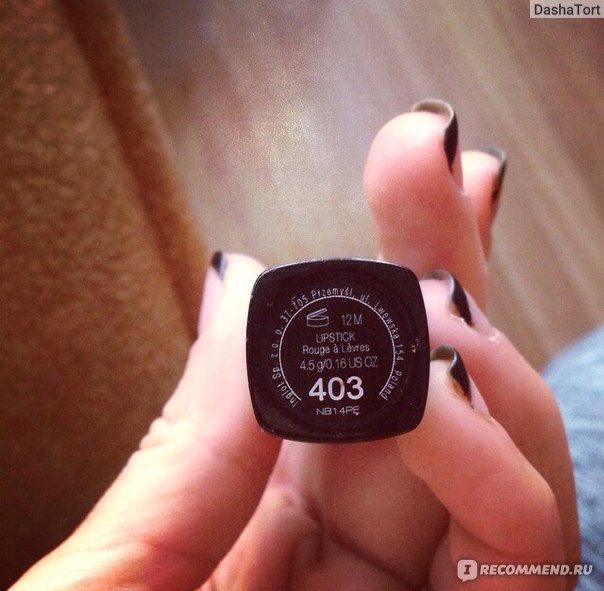 DashaTort
Inglot Sp. z o.o. 37-705 Przemyśl, ul. Lwowska 154, Poland
12M
LIPSTICK
Rouge à Lèvres
4.5 g/0.16 US OZ
403
NB14PE
IRECOMMEND.RU